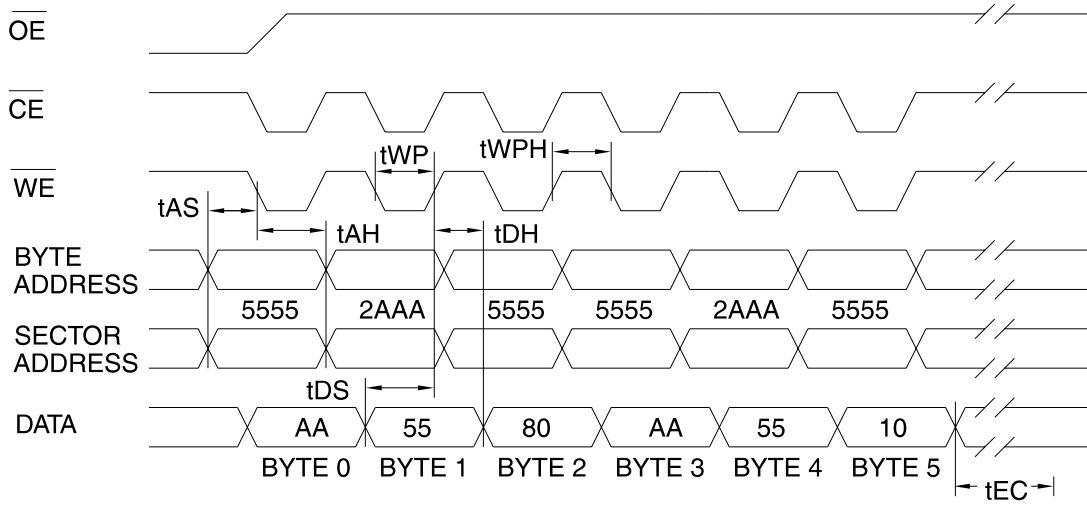 OE
CE
tWP
tWPH
WE
tAS
tAH
tDH
BYTE
ADDRESS
5555 2AAA 5555 5555 2AAA 5555
SECTOR
ADDRESS
tDS
DATA
AA 55 80 AA 55 10
BYTE 0 BYTE 1 BYTE 2 BYTE 3 BYTE 4 BYTE 5
tEC